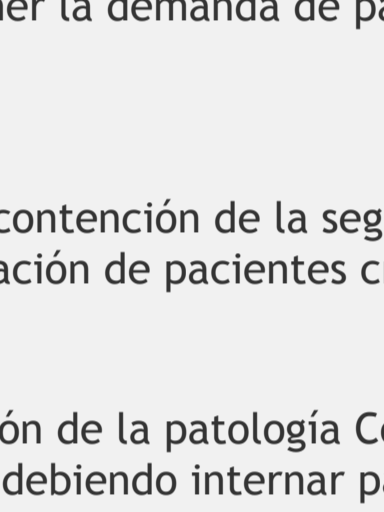 er la demanda de pa
contención de la seg
ación de pacientes c
ón de la patología Co
debiendo internar pa